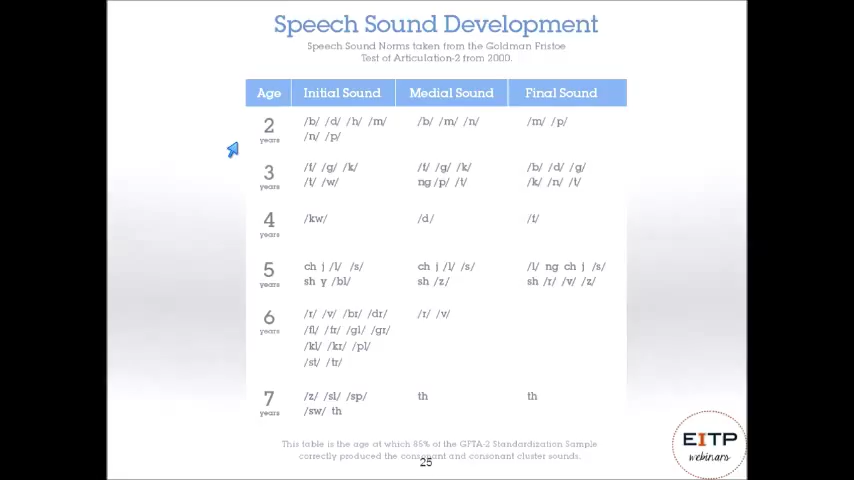 Speech Sound Development
Speech Sound Norms taken from the Goldman Fristoe
Test of Articulation-2 from 2000.
Age Initial Sound Medial Sound Final Sound
2 years /b/ /d/ /h/ /m/ /b/ /m/ /n/ /m/ /p/
/n/ /p/
3 years /f/ /g/ /k/ /f/ /g/ /k/ /b/ /d/ /g/
/t/ /w/ ng /p/ /t/ /k/ /n/ /t/
4 years /kw/ /d/ /f/
5 years ch j /l/ /s/ ch j /l/ /s/ /l/ ng ch j /s/
sh y /bl/ sh /z/ sh /r/ /v/ /z/
6 years /r/ /v/ /br/ /dr/ /r/ /v/
/fl/ /fr/ /gl/ /gr/
/kl/ /kr/ /pl/
/st/ /tr/
7 years /z/ /sl/ /sp/ th th
/sw/ th
This table is the age at which 85% of the GFTA-2 Standardization Sample
correctly produced the consonant and consonant cluster sounds.
25
EITP
webinars